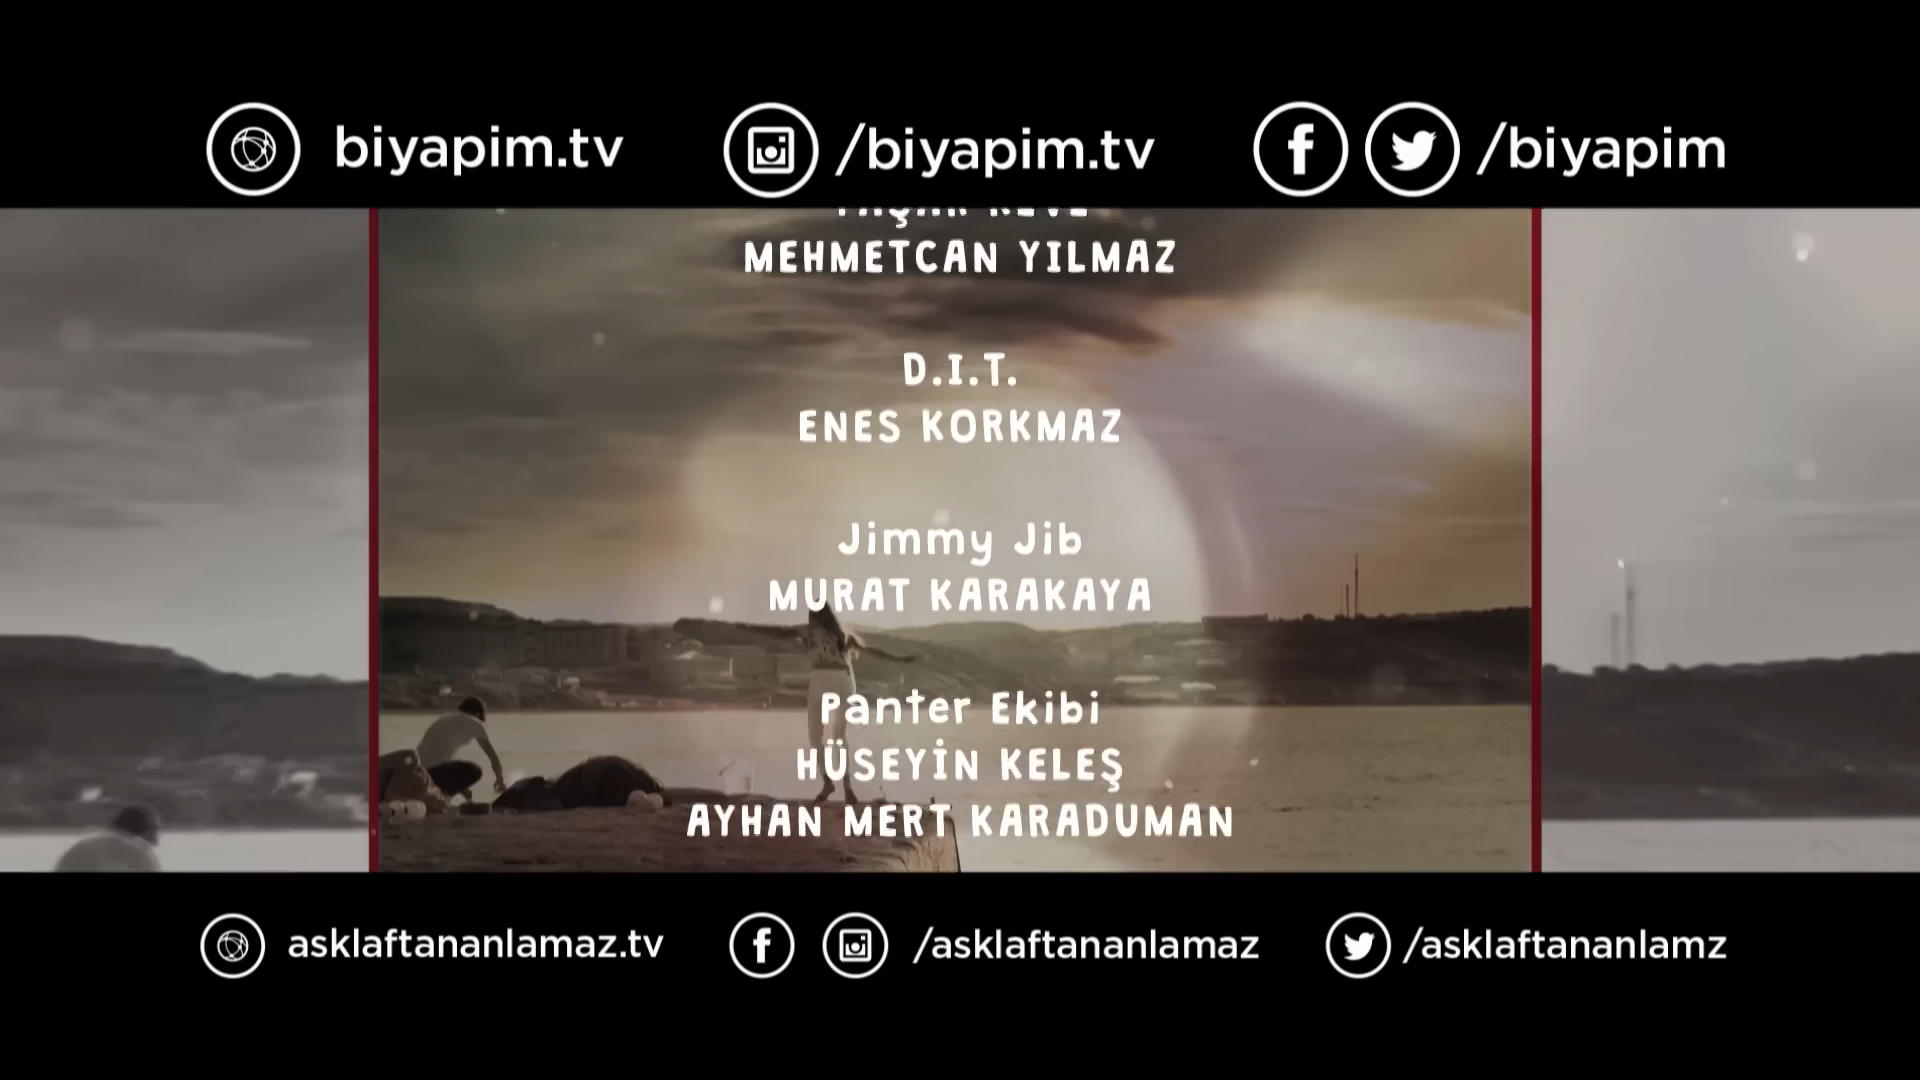 biyapim.tv
/biyapim.tv
/biyapim
MEHMETCAN YILMAZ
D.I.T.
ENES KORKMAZ
Jimmy Jib
MURAT KARAKAYA
Panter Ekibi
HÜSEYİN KELEŞ
AYHAN MERT KARADUMAN
asklaftananlamaz.tv
/asklaftananlamaz
/asklaftananlamz